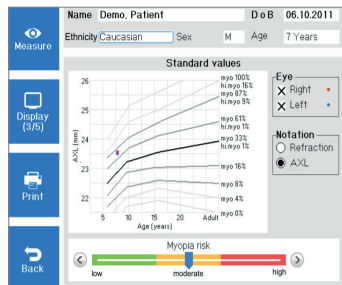 Name Demo, Patient DoB 06.10.2011
Ethnicity Caucasian Sex M Age 7 Years
Measure
Display
(3/5)
Print
Back
Standard values
AXL (mm)
26
25
24
23
22
5 10 15 20 Adult
Age (years)
myo 100%
hi.myo 16%
myo 87%
hi.myo 9%
myo 61%
hi.myo 1%
myo 33%
hi.myo 1%
myo 16%
myo 8%
myo 4%
myo 0%
Eye
Right
Left
Notation
Refraction
AXL
Myopia risk
low moderate high